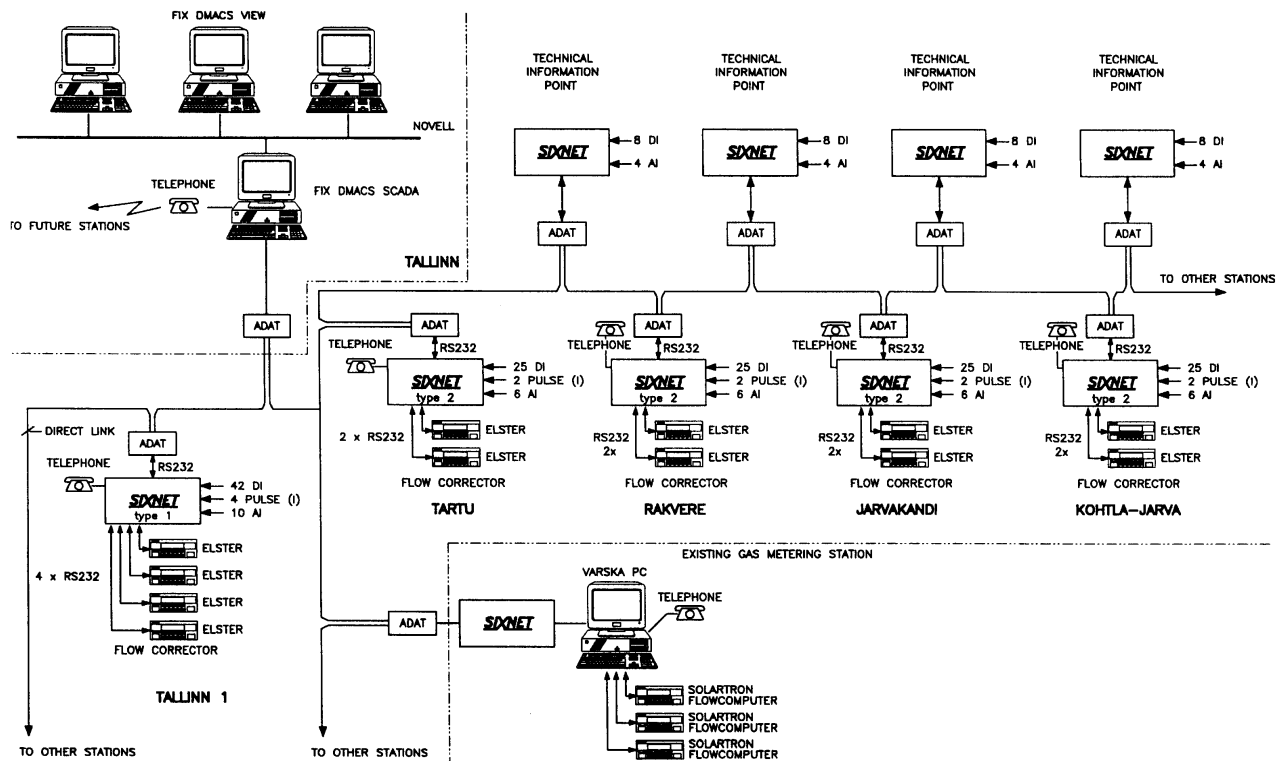 FIX DMACS VIEW
NOVELL
TELEPHONE
FIX DMACS SCADA
TO FUTURE STATIONS
TALLINN
ADAT
TECHNICAL
INFORMATION
POINT
SIXNET
8 DI
4 AI
ADAT
TECHNICAL
INFORMATION
POINT
SIXNET
8 DI
4 AI
ADAT
TECHNICAL
INFORMATION
POINT
SIXNET
8 DI
4 AI
ADAT
TECHNICAL
INFORMATION
POINT
SIXNET
8 DI
4 AI
ADAT
TO OTHER STATIONS
ADAT
TELEPHONE
RS232
SIXNET
type 2
25 DI
2 PULSE (I)
6 AI
2 x RS232
ELSTER
ELSTER
FLOW CORRECTOR
TARTU
ADAT
TELEPHONE
RS232
SIXNET
type 2
25 DI
2 PULSE (I)
6 AI
RS232
2x
ELSTER
ELSTER
FLOW CORRECTOR
RAKVERE
ADAT
TELEPHONE
RS232
SIXNET
type 2
25 DI
2 PULSE (I)
6 AI
RS232
2x
ELSTER
ELSTER
FLOW CORRECTOR
JARVAKANDI
ADAT
TELEPHONE
RS232
SIXNET
type 2
25 DI
2 PULSE (I)
6 AI
RS232
2x
ELSTER
ELSTER
FLOW CORRECTOR
KOHTLA-JARVA
DIRECT LINK
ADAT
TELEPHONE
RS232
SIXNET
type 1
42 DI
4 PULSE (I)
10 AI
4 x RS232
ELSTER
ELSTER
ELSTER
ELSTER
FLOW CORRECTOR
TALLINN 1
TO OTHER STATIONS
EXISTING GAS METERING STATION
VARSKA PC
TELEPHONE
ADAT
SIXNET
SOLARTRON
FLOWCOMPUTER
SOLARTRON
FLOWCOMPUTER
SOLARTRON
FLOWCOMPUTER
TO OTHER STATIONS